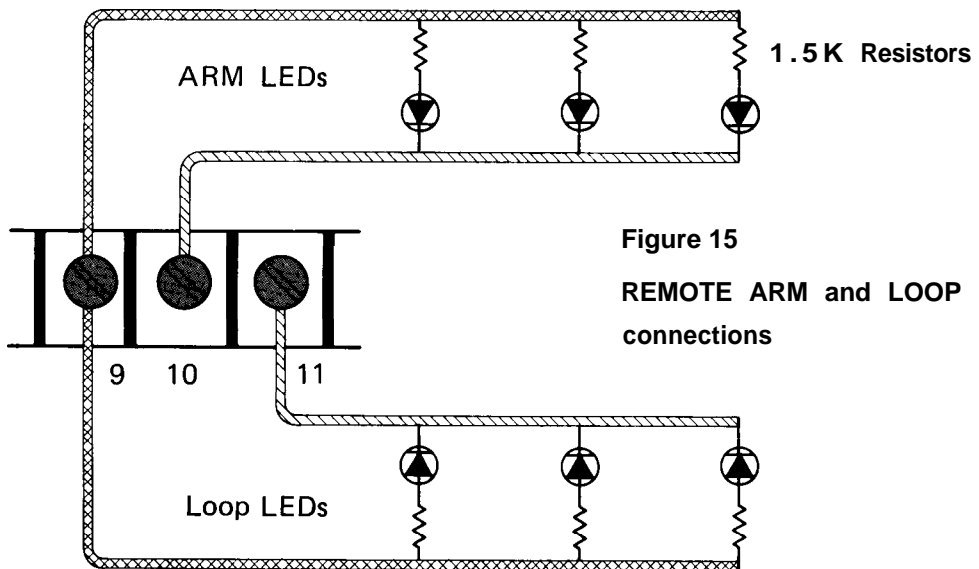 1.5K Resistors
ARM LEDs
Figure 15
REMOTE ARM and LOOP
connections
9 10 11
Loop LEDs